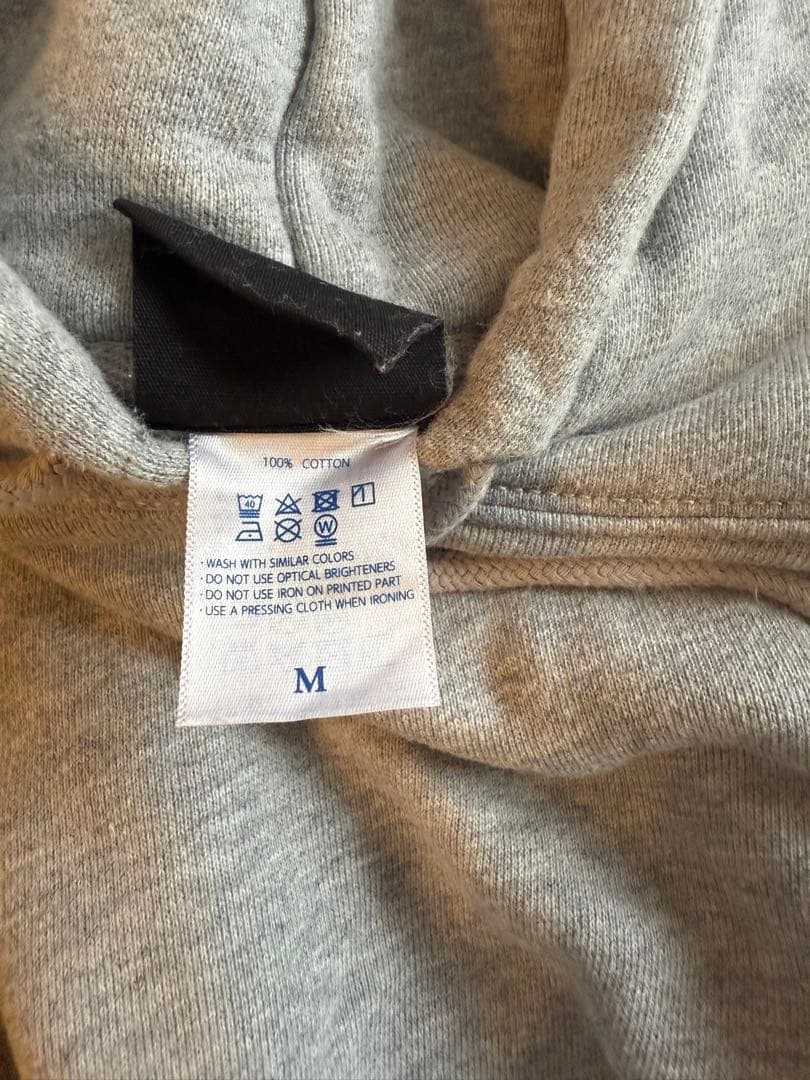 100% COTTON
40
W
· WASH WITH SIMILAR COLORS
· DO NOT USE OPTICAL BRIGHTENERS
· DO NOT USE IRON ON PRINTED PART
· USE A PRESSING CLOTH WHEN IRONING
M